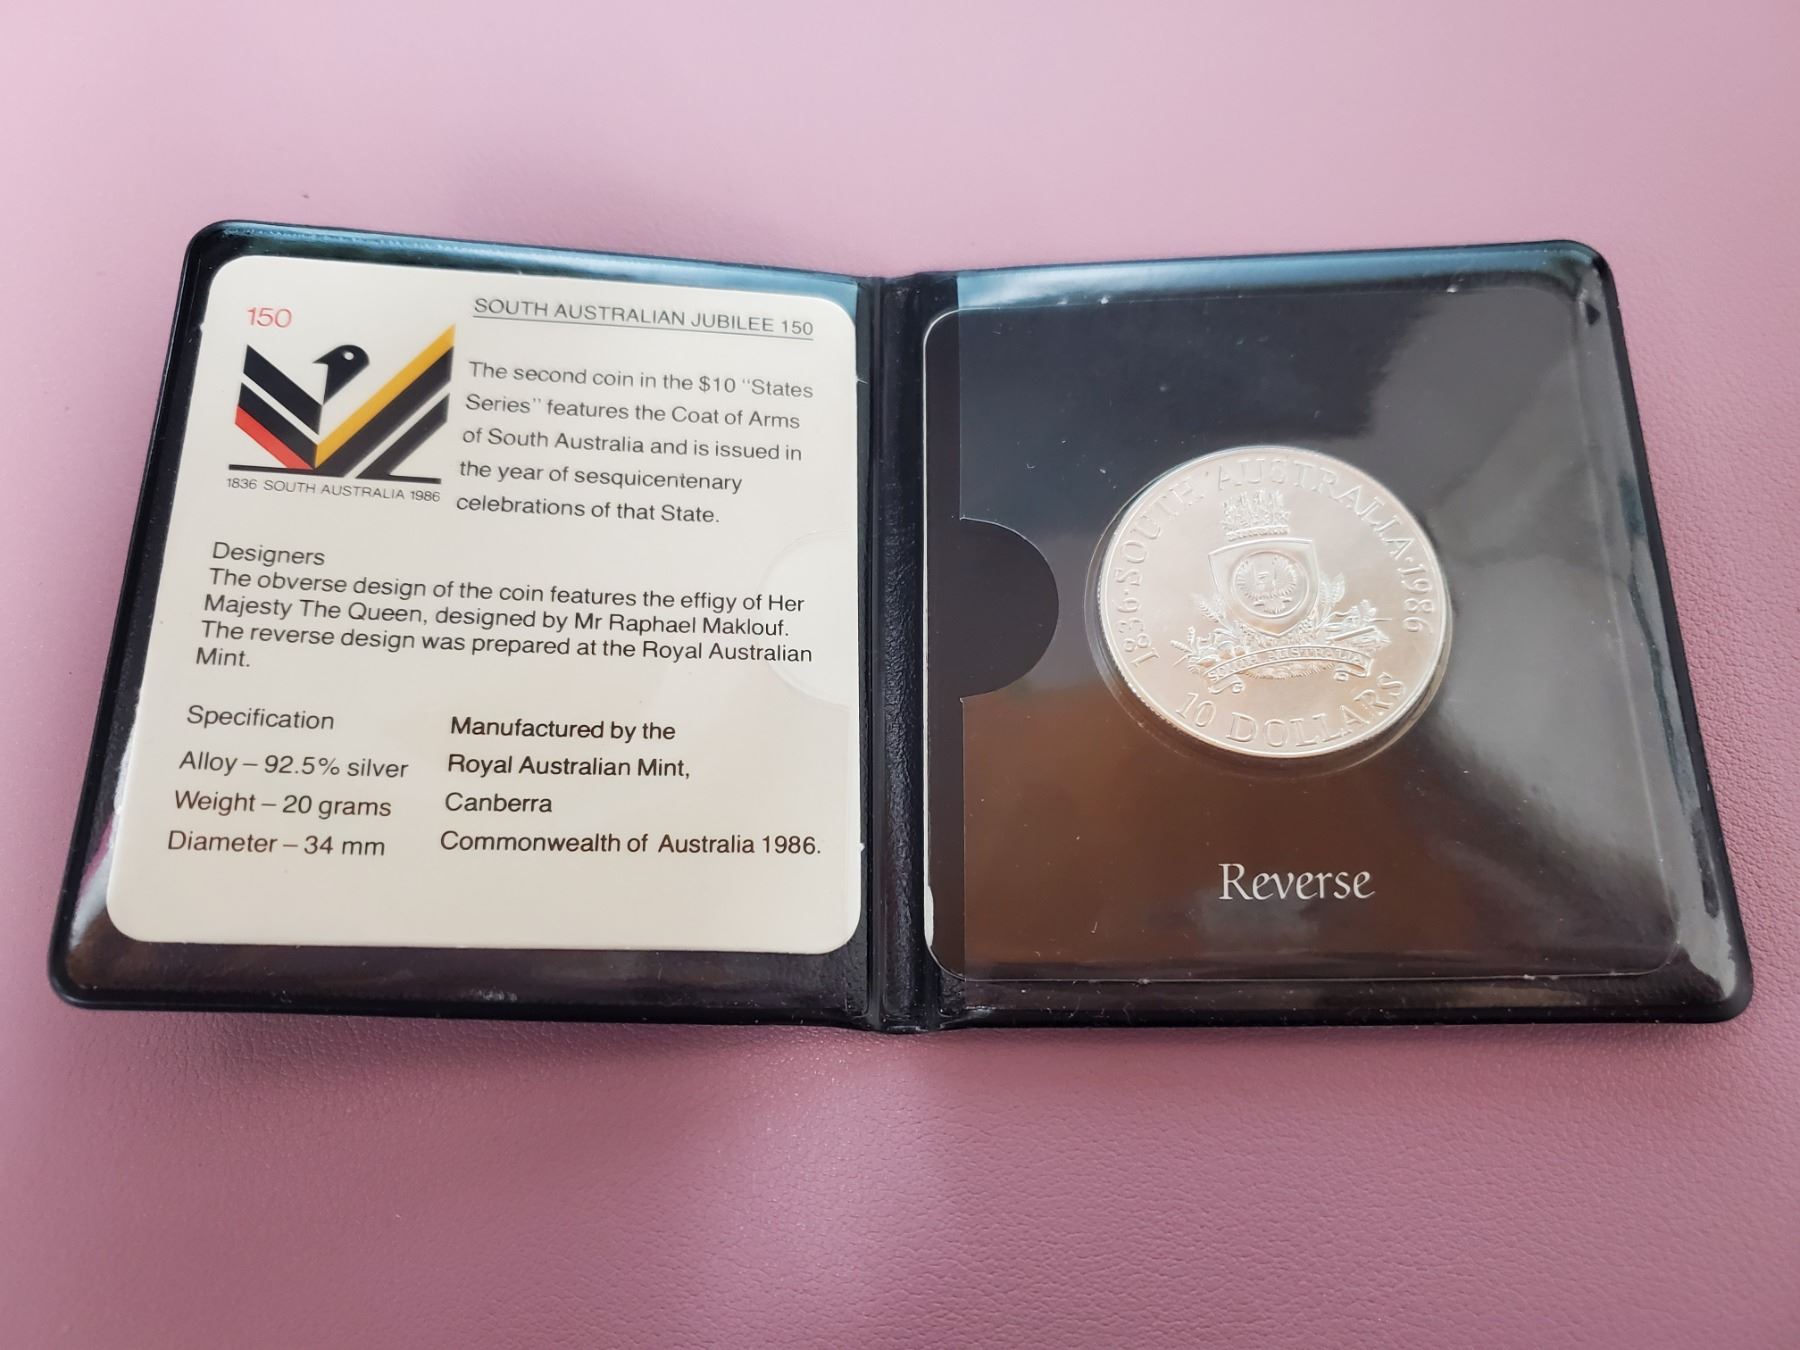 150
1836 SOUTH AUSTRALIA 1986
SOUTH AUSTRALIAN JUBILEE 150
The second coin in the $10 "States
Series" features the Coat of Arms
of South Australia and is issued in
the year of sesquicentenary
celebrations of that State.
Designers
The obverse design of the coin features the effigy of Her
Majesty The Queen, designed by Mr Raphael Maklouf.
The reverse design was prepared at the Royal Australian
Mint.
Specification
Alloy – 92.5% silver
Weight – 20 grams
Diameter – 34 mm
Manufactured by the
Royal Australian Mint,
Canberra
Commonwealth of Australia 1986.
1836·SOUTH AUSTRALIA·1986
SOUTH AUSTRALIA
10 DOLLARS
Reverse